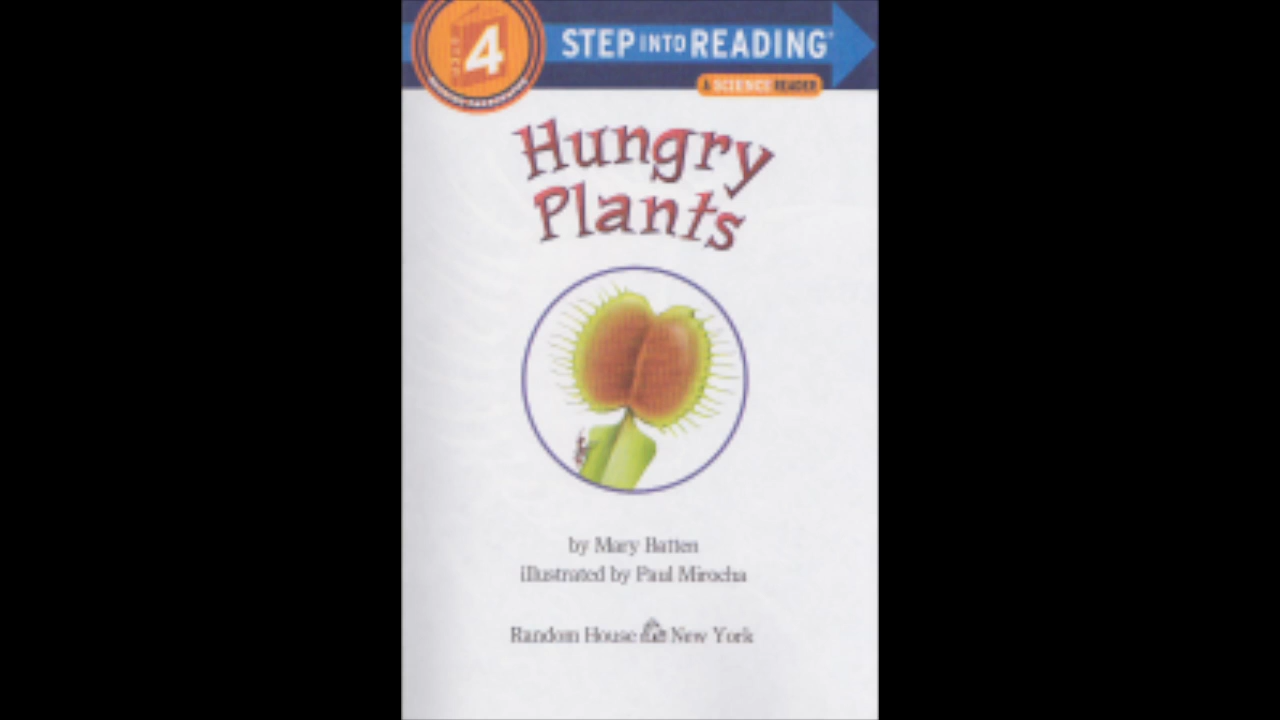 4
STEP INTO READING®
A SCIENCE READER
Hungry
Plants
by Mary Batten
illustrated by Paul Mirocha
Random House New York